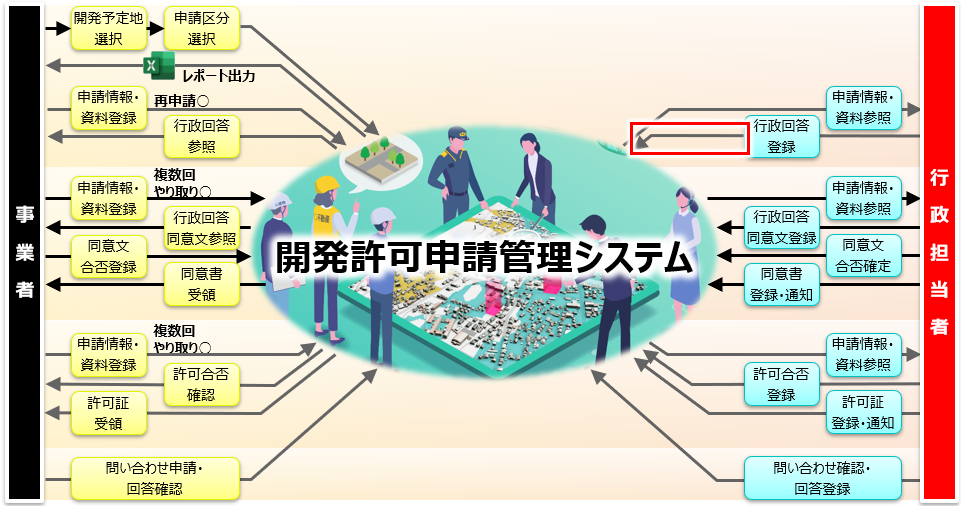 事業者
開発予定地
選択
申請区分
選択
レポート出力
申請情報・
資料登録
再申請○
行政回答
参照
申請情報・
資料登録
複数回
やり取り○
行政回答
同意文参照
同意文
合否登録
同意書
受領
申請情報・
資料登録
複数回
やり取り○
許可合否
確認
許可証
受領
問い合わせ申請・
回答確認
開発許可申請管理システム
申請情報・
資料参照
行政回答
登録
申請情報・
資料参照
行政回答
同意文登録
同意文
合否確定
同意書
登録・通知
申請情報・
資料参照
許可合否
登録
許可証
登録・通知
問い合わせ確認・
回答登録
行政担当者